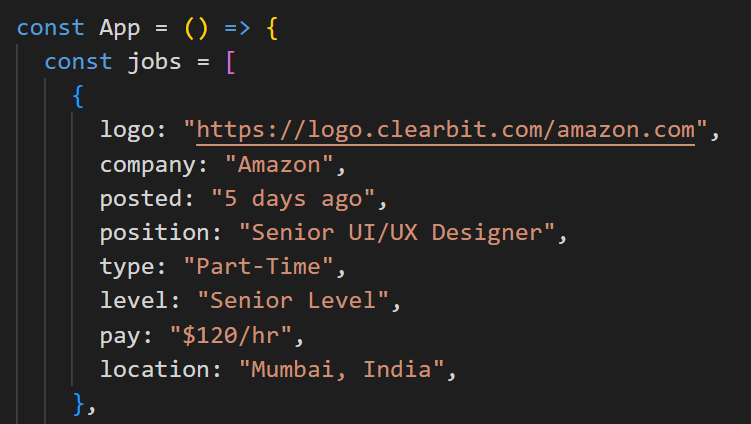 const App = () => {
const jobs = [
{
logo: "https://logo.clearbit.com/amazon.com",
company: "Amazon",
posted: "5 days ago",
position: "Senior UI/UX Designer",
type: "Part-Time",
level: "Senior Level",
pay: "$120/hr",
location: "Mumbai, India",
},